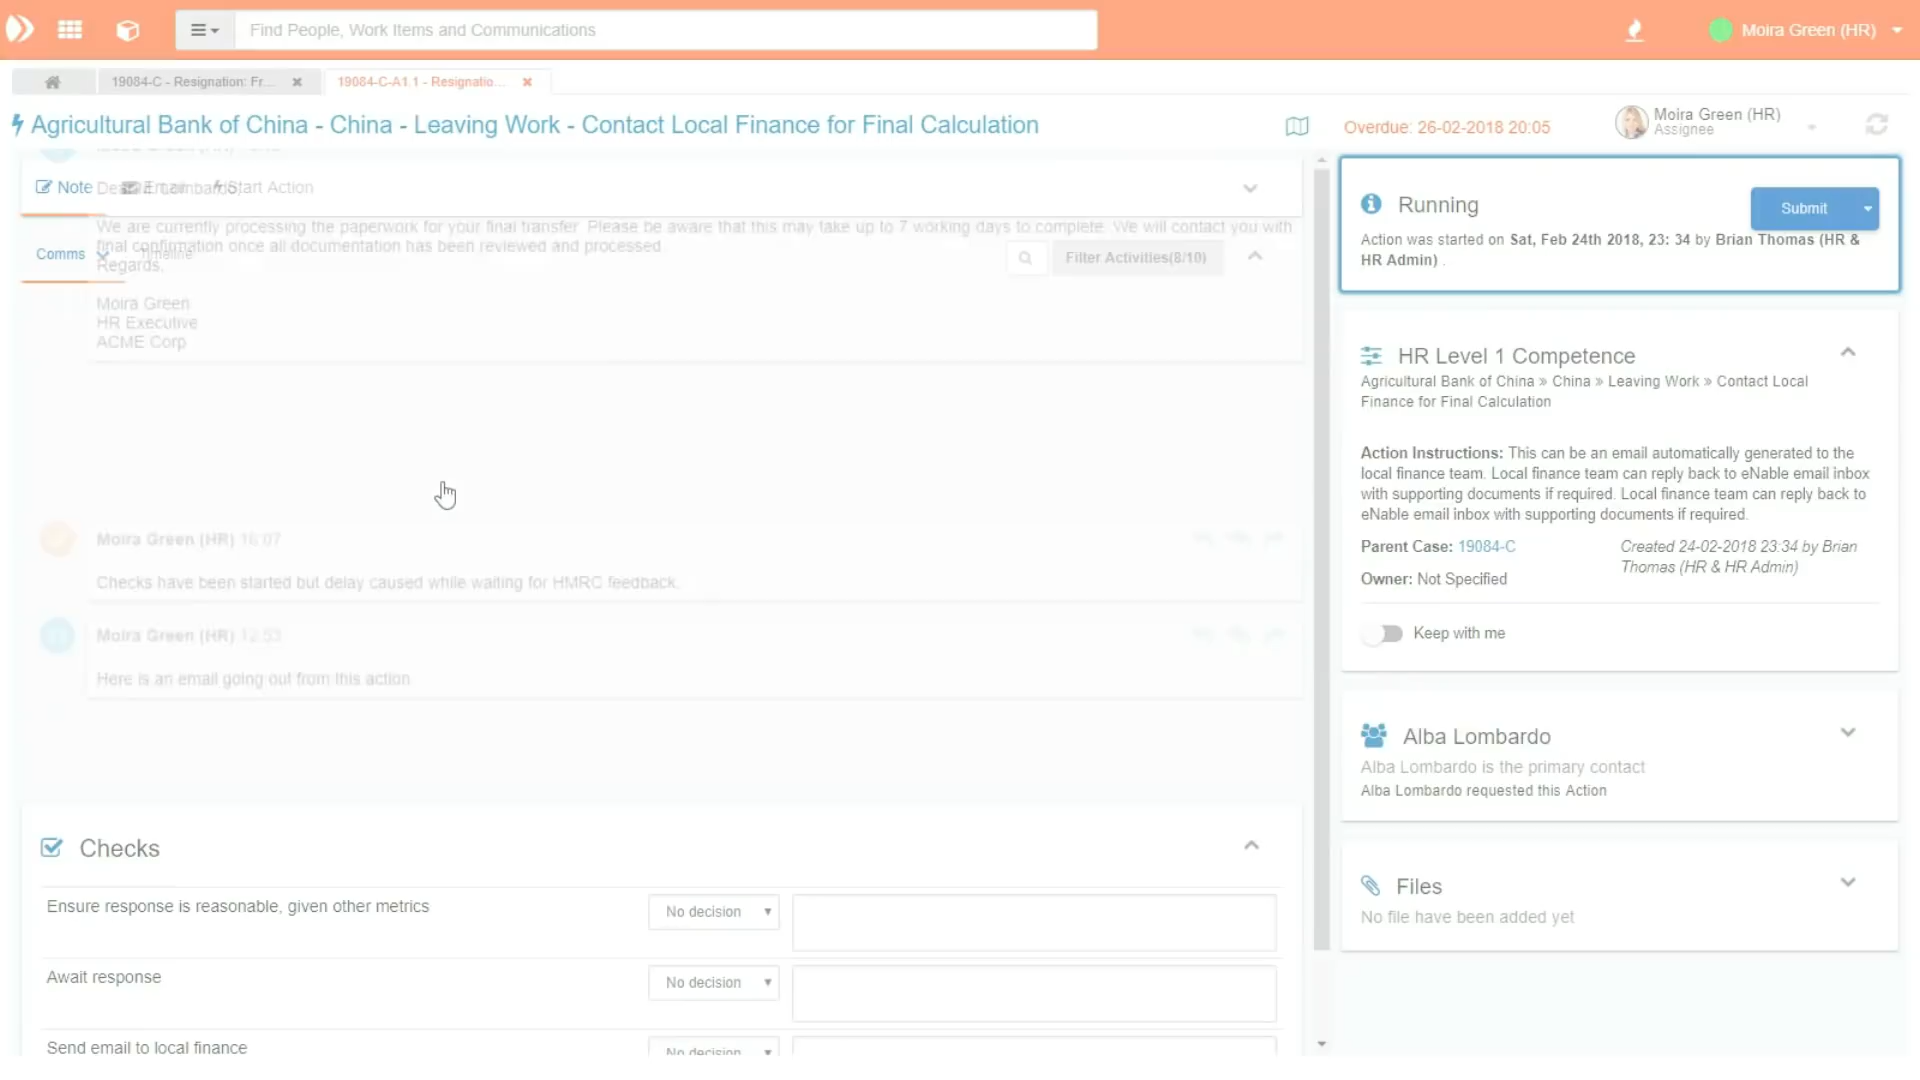 Find People, Work Items and Communications
Moira Green (HR)
19084-C - Resignation: Fr...
19084-C-A1.1 - Resignatio...
Agricultural Bank of China - China - Leaving Work - Contact Local Finance for Final Calculation
Overdue: 26-02-2018 20:05
Moira Green (HR)
Assignee
Note
Email
Start Action
We are currently processing the paperwork for your final transfer. Please be aware that this may take up to 7 working days to complete. We will contact you with
final confirmation once all documentation has been reviewed and processed.
Comms
Timeline
Filter Activities(8/10)
Regards,
Moira Green
HR Executive
ACME Corp
Moira Green (HR) 16:07
Checks have been started but delay caused while waiting for HMRC feedback.
Moira Green (HR) 12:53
Here is an email going out from this action
Checks
Ensure response is reasonable, given other metrics
No decision
Await response
No decision
Send email to local finance
No decision
Running
Submit
Action was started on Sat, Feb 24th 2018, 23: 34 by Brian Thomas (HR &
HR Admin) .
HR Level 1 Competence
Agricultural Bank of China » China » Leaving Work » Contact Local
Finance for Final Calculation
Action Instructions: This can be an email automatically generated to the
local finance team. Local finance team can reply back to eNable email inbox
with supporting documents if required. Local finance team can reply back to
eNable email inbox with supporting documents if required.
Parent Case: 19084-C
Created 24-02-2018 23:34 by Brian
Thomas (HR & HR Admin)
Owner: Not Specified
Keep with me
Alba Lombardo
Alba Lombardo is the primary contact
Alba Lombardo requested this Action
Files
No file have been added yet